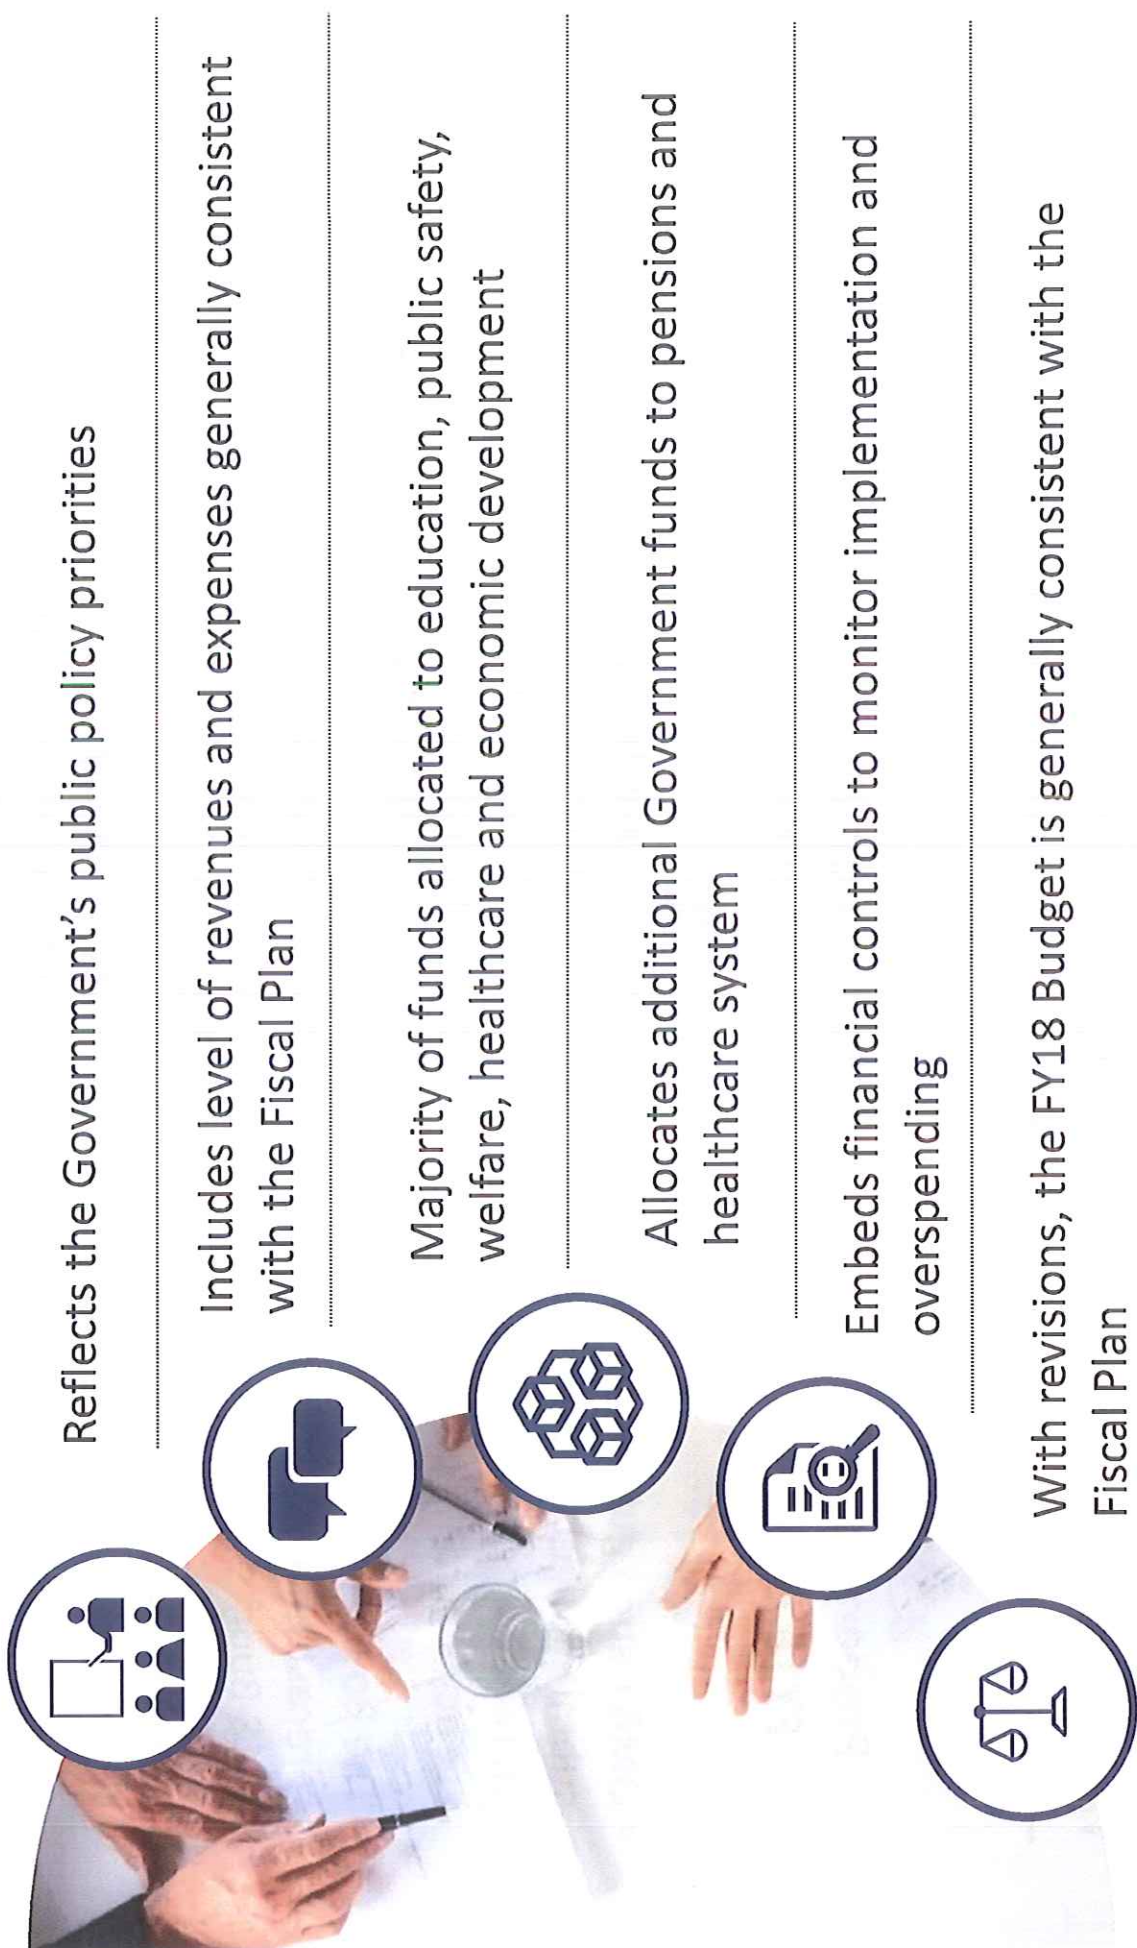 Reflects the Government's public policy priorities
Includes level of revenues and expenses generally consistent
with the Fiscal Plan
Majority of funds allocated to education, public safety,
welfare, healthcare and economic development
Allocates additional Government funds to pensions and
healthcare system
Embeds financial controls to monitor implementation and
overspending
With revisions, the FY18 Budget is generally consistent with the
Fiscal Plan